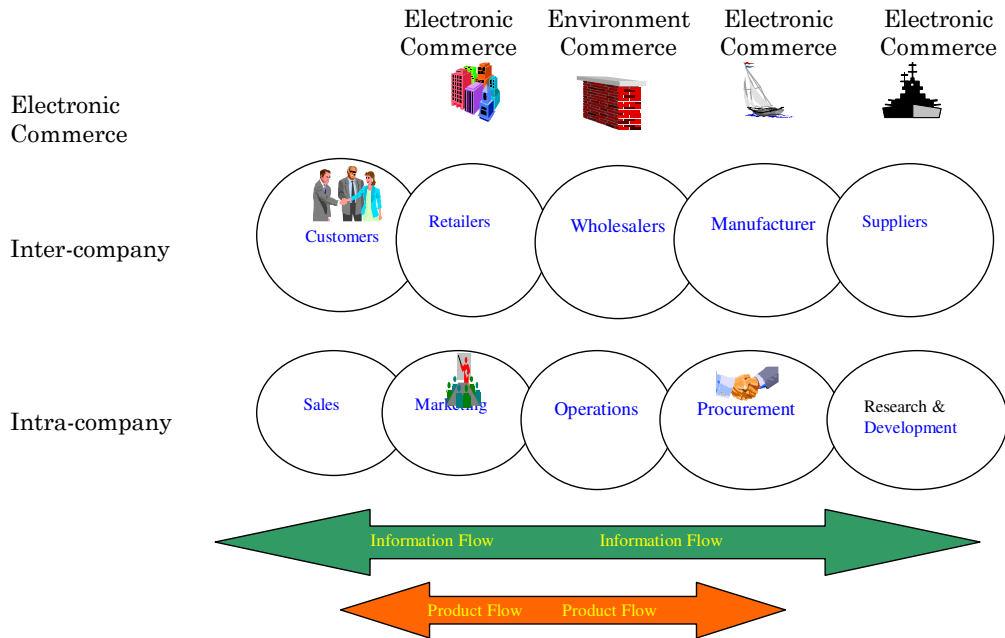 Electronic
Commerce
Environment
Commerce
Electronic
Commerce
Electronic
Commerce
Electronic
Commerce
Inter-company
Customers
Retailers
Wholesalers
Manufacturer
Suppliers
Intra-company
Sales
Marketing
Operations
Procurement
Research &
Development
Information Flow
Information Flow
Product Flow
Product Flow